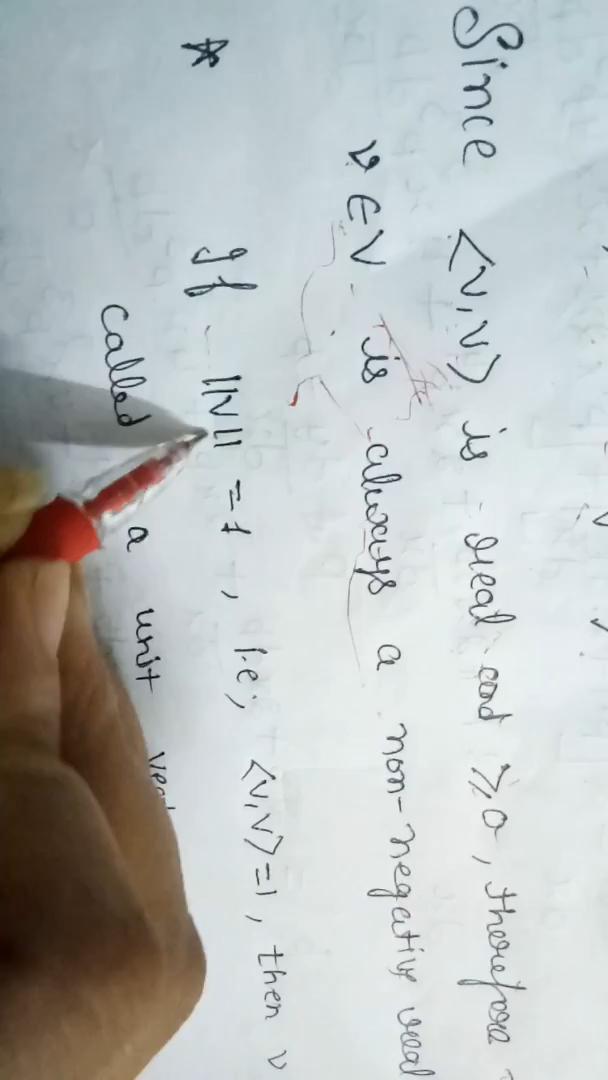 Since <v,v> is real and ≥0, therefore
v∈V is always a non-negative real
* If ||v|| =1, i.e; <v,v>=1, then v
called a unit